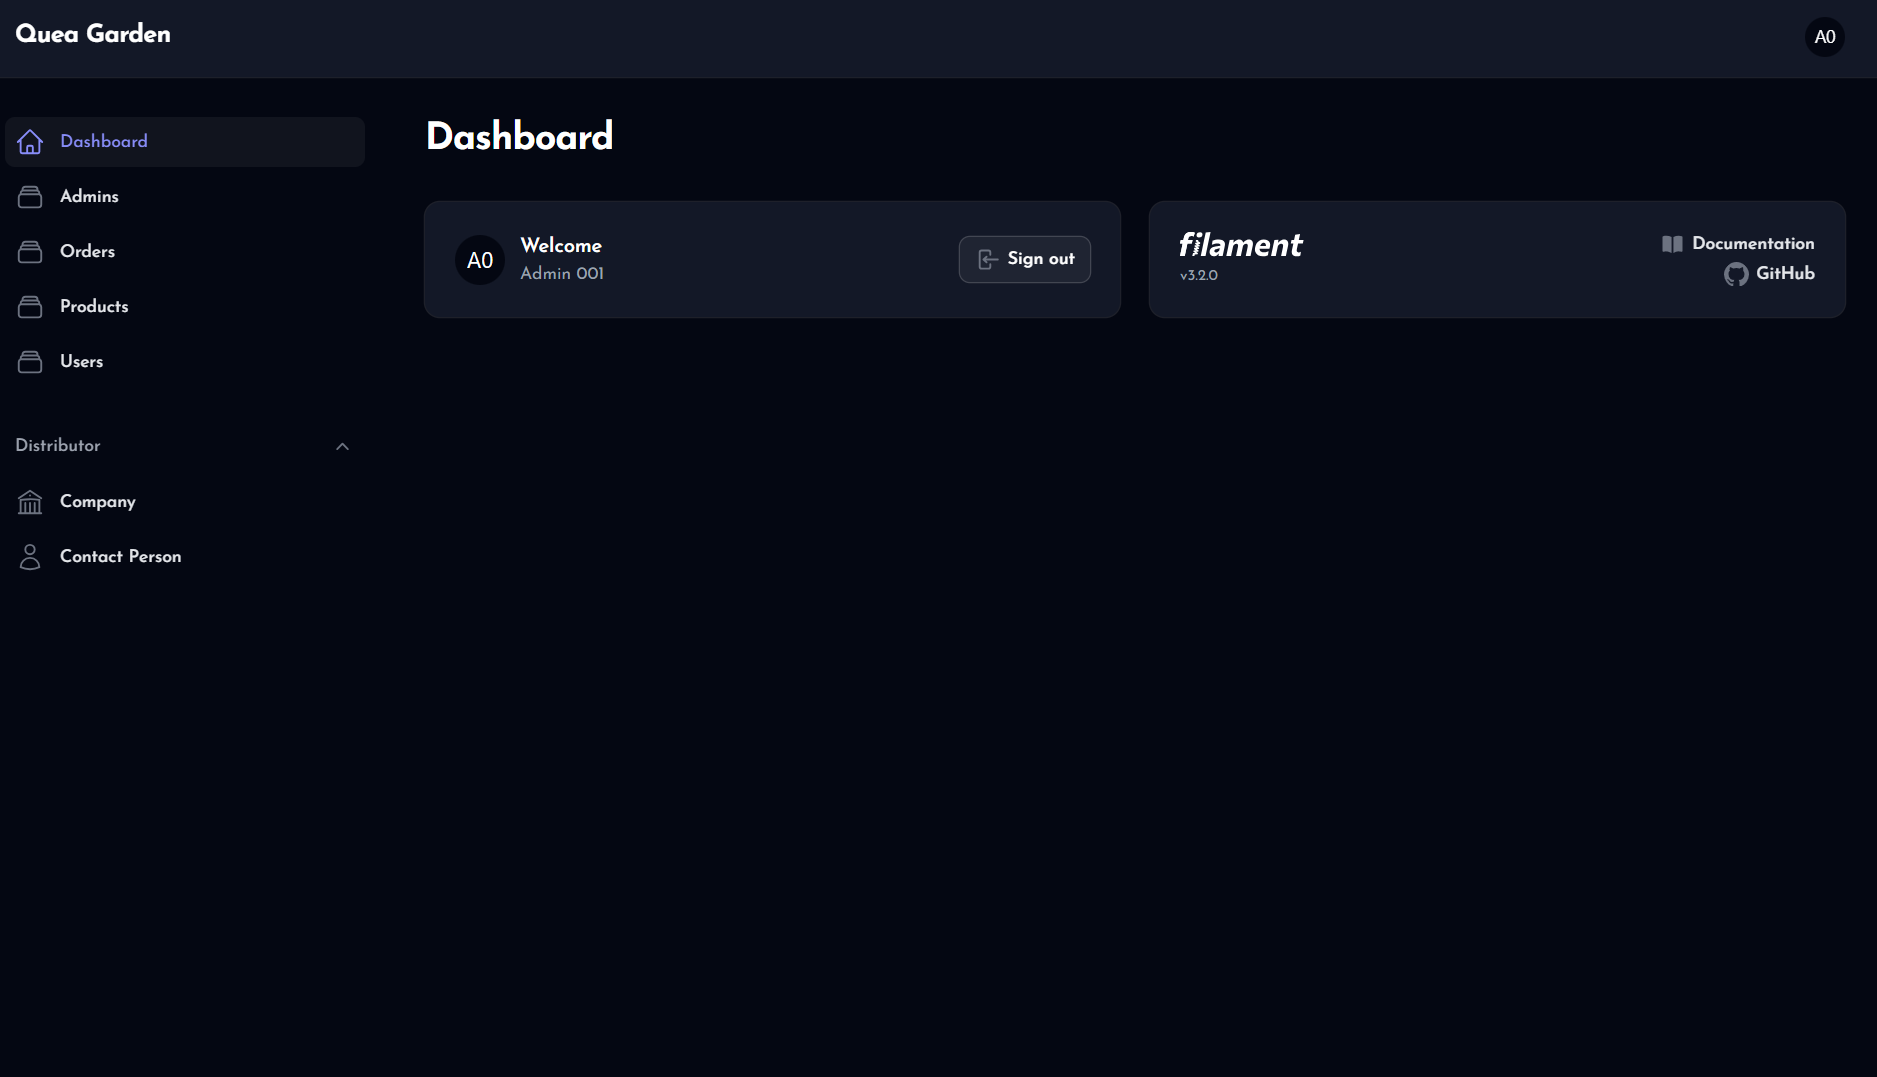 Quea Garden
A0
Dashboard
Admins
Orders
Products
Users
Distributor
Company
Contact Person
Dashboard
A0
Welcome
Admin 001
Sign out
filament
v3.2.0
Documentation
GitHub